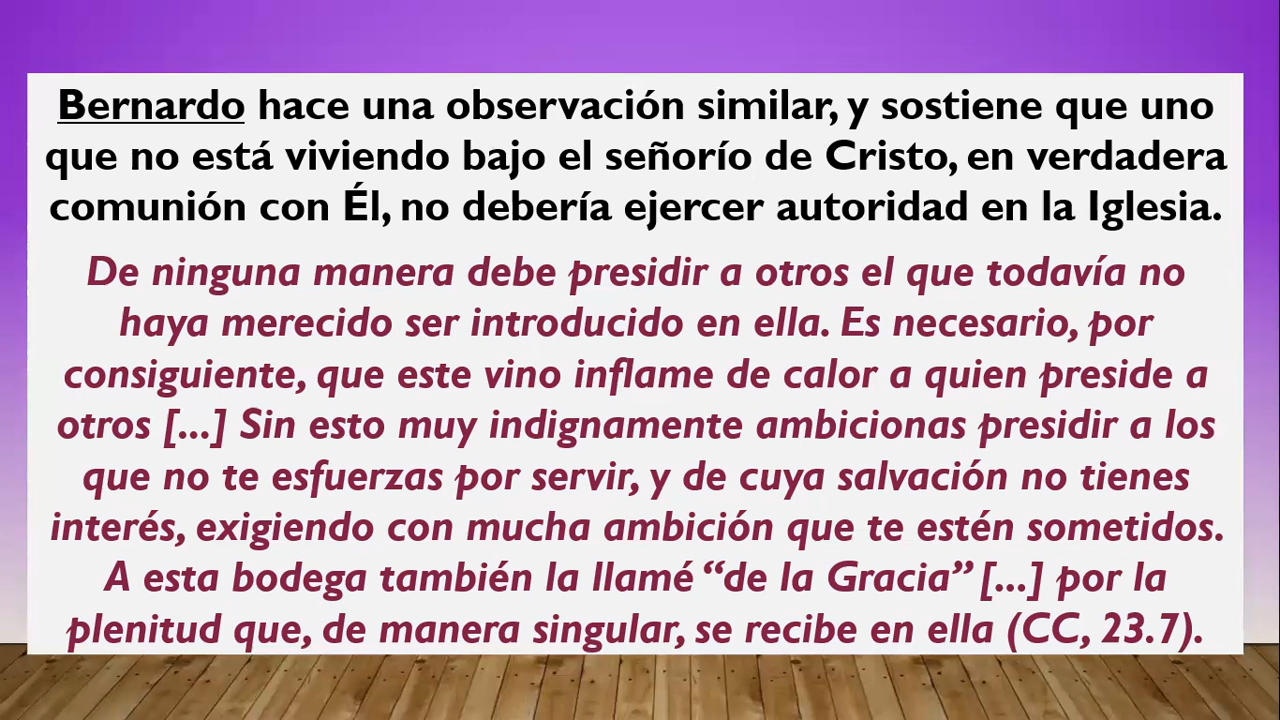 Bernardo hace una observación similar, y sostiene que uno
que no está viviendo bajo el señorío de Cristo, en verdadera
comunión con Él, no debería ejercer autoridad en la Iglesia.
De ninguna manera debe presidir a otros el que todavía no
haya merecido ser introducido en ella. Es necesario, por
consiguiente, que este vino inflame de calor a quien preside a
otros [...] Sin esto muy indignamente ambicionas presidir a los
que no te esfuerzas por servir, y de cuya salvación no tienes
interés, exigiendo con mucha ambición que te estén sometidos.
A esta bodega también la llamé “de la Gracia” [...] por la
plenitud que, de manera singular, se recibe en ella (CC, 23.7).